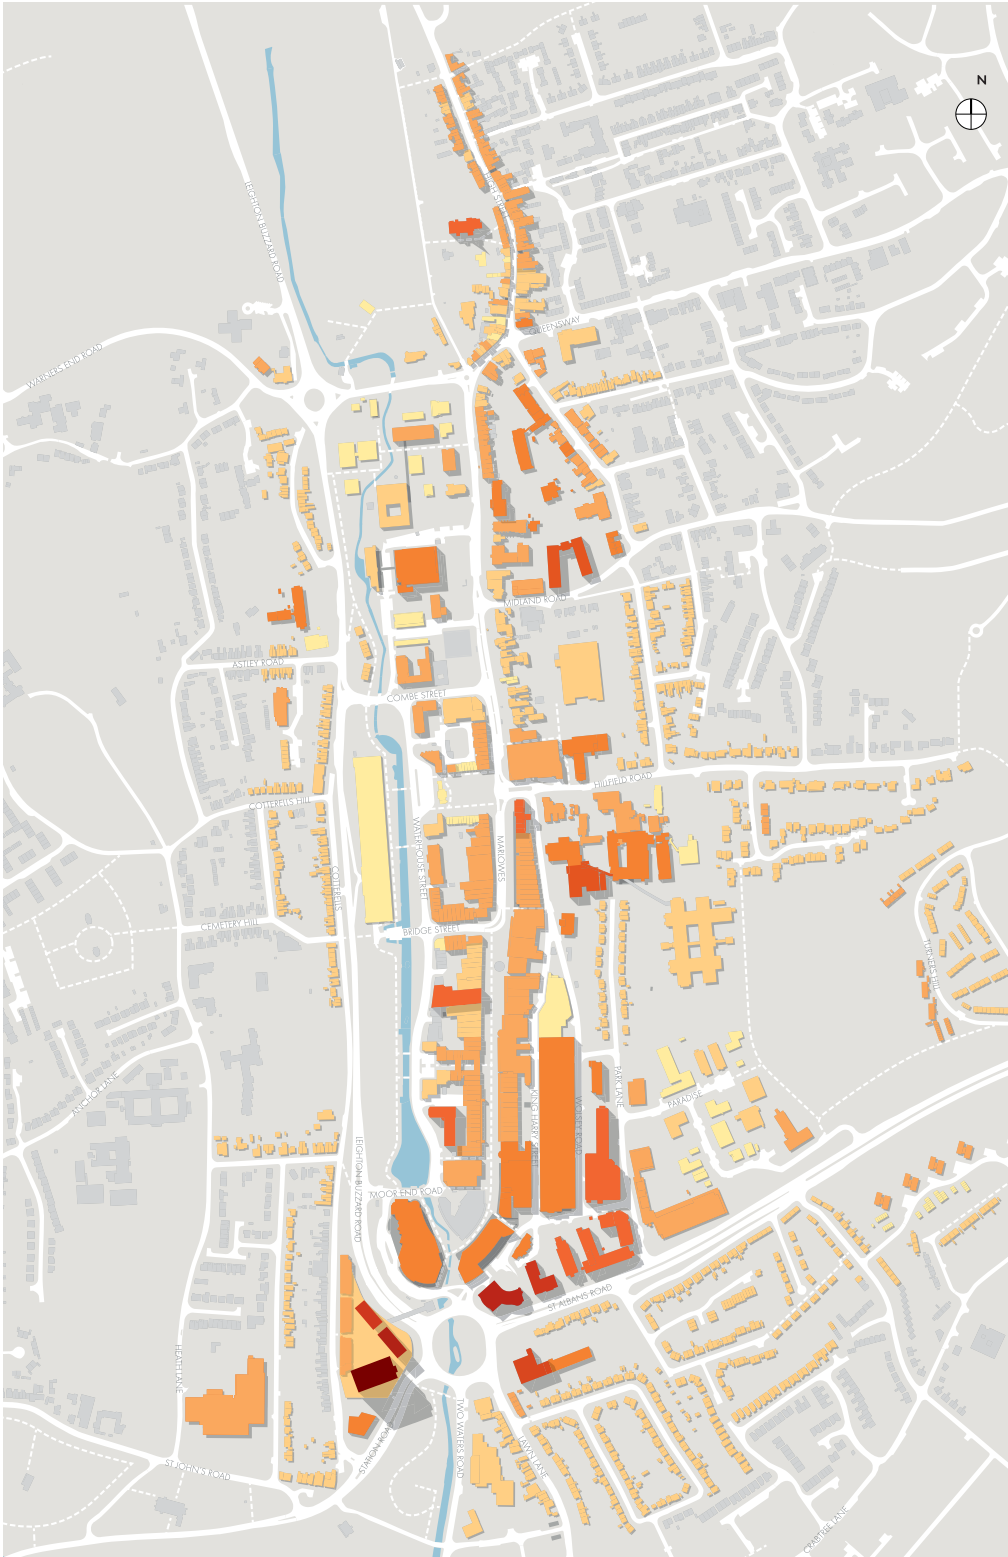 N
HIGH STREET
LEIGHTON BUZZARD ROAD
QUEENSWAY
WARNERS END ROAD
MIDLAND ROAD
ASTLEY ROAD
COMBE STREET
HILLFIELD ROAD
COTTERELLS HILL
WATERHOUSE STREET
MARLOWES
COTTERELLS
CEMETERY HILL
BRIDGE STREET
TURNERS HILL
ANCHOR LANE
PARK LANE
PARADISE
KING HARRY STREET
WOLSEY ROAD
LEIGHTON BUZZARD ROAD
MOOR END ROAD
ST ALBANS ROAD
HEATH LANE
STATION ROAD
TWO WATERS ROAD
LAWN LANE
ST JOHN'S ROAD
CRABTREE LANE